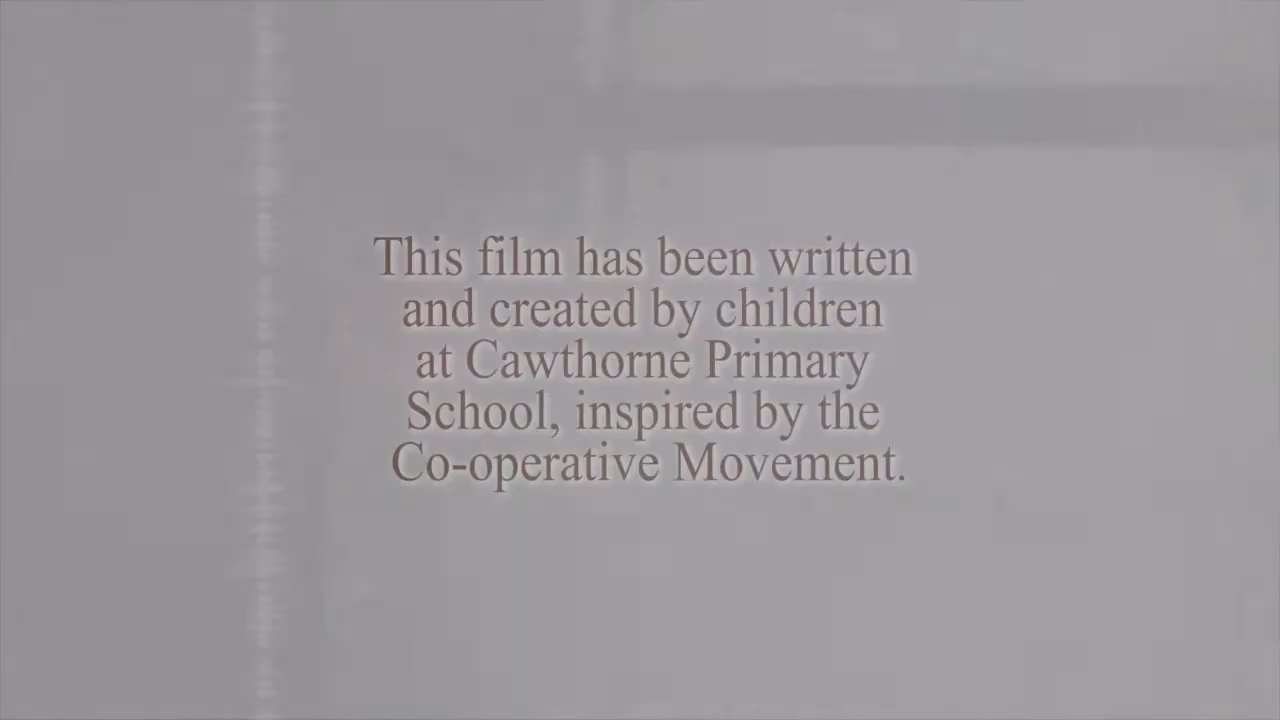 This film has been written
and created by children
at Cawthorne Primary
School, inspired by the
Co-operative Movement.